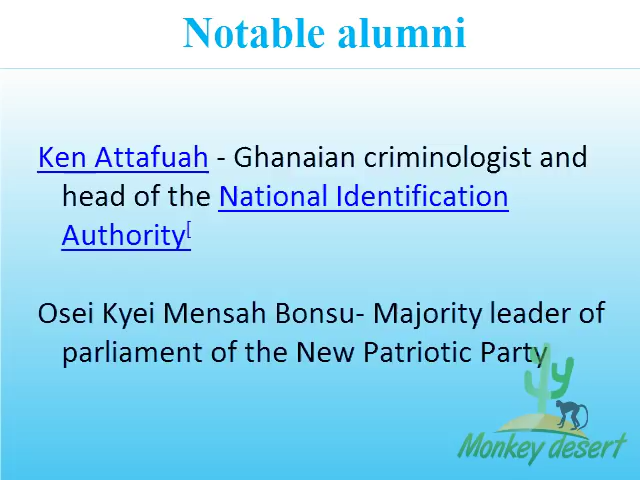 Notable alumni
Ken Attafuah - Ghanaian criminologist and
head of the National Identification
Authority[
Osei Kyei Mensah Bonsu- Majority leader of
parliament of the New Patriotic Party
Monkey desert